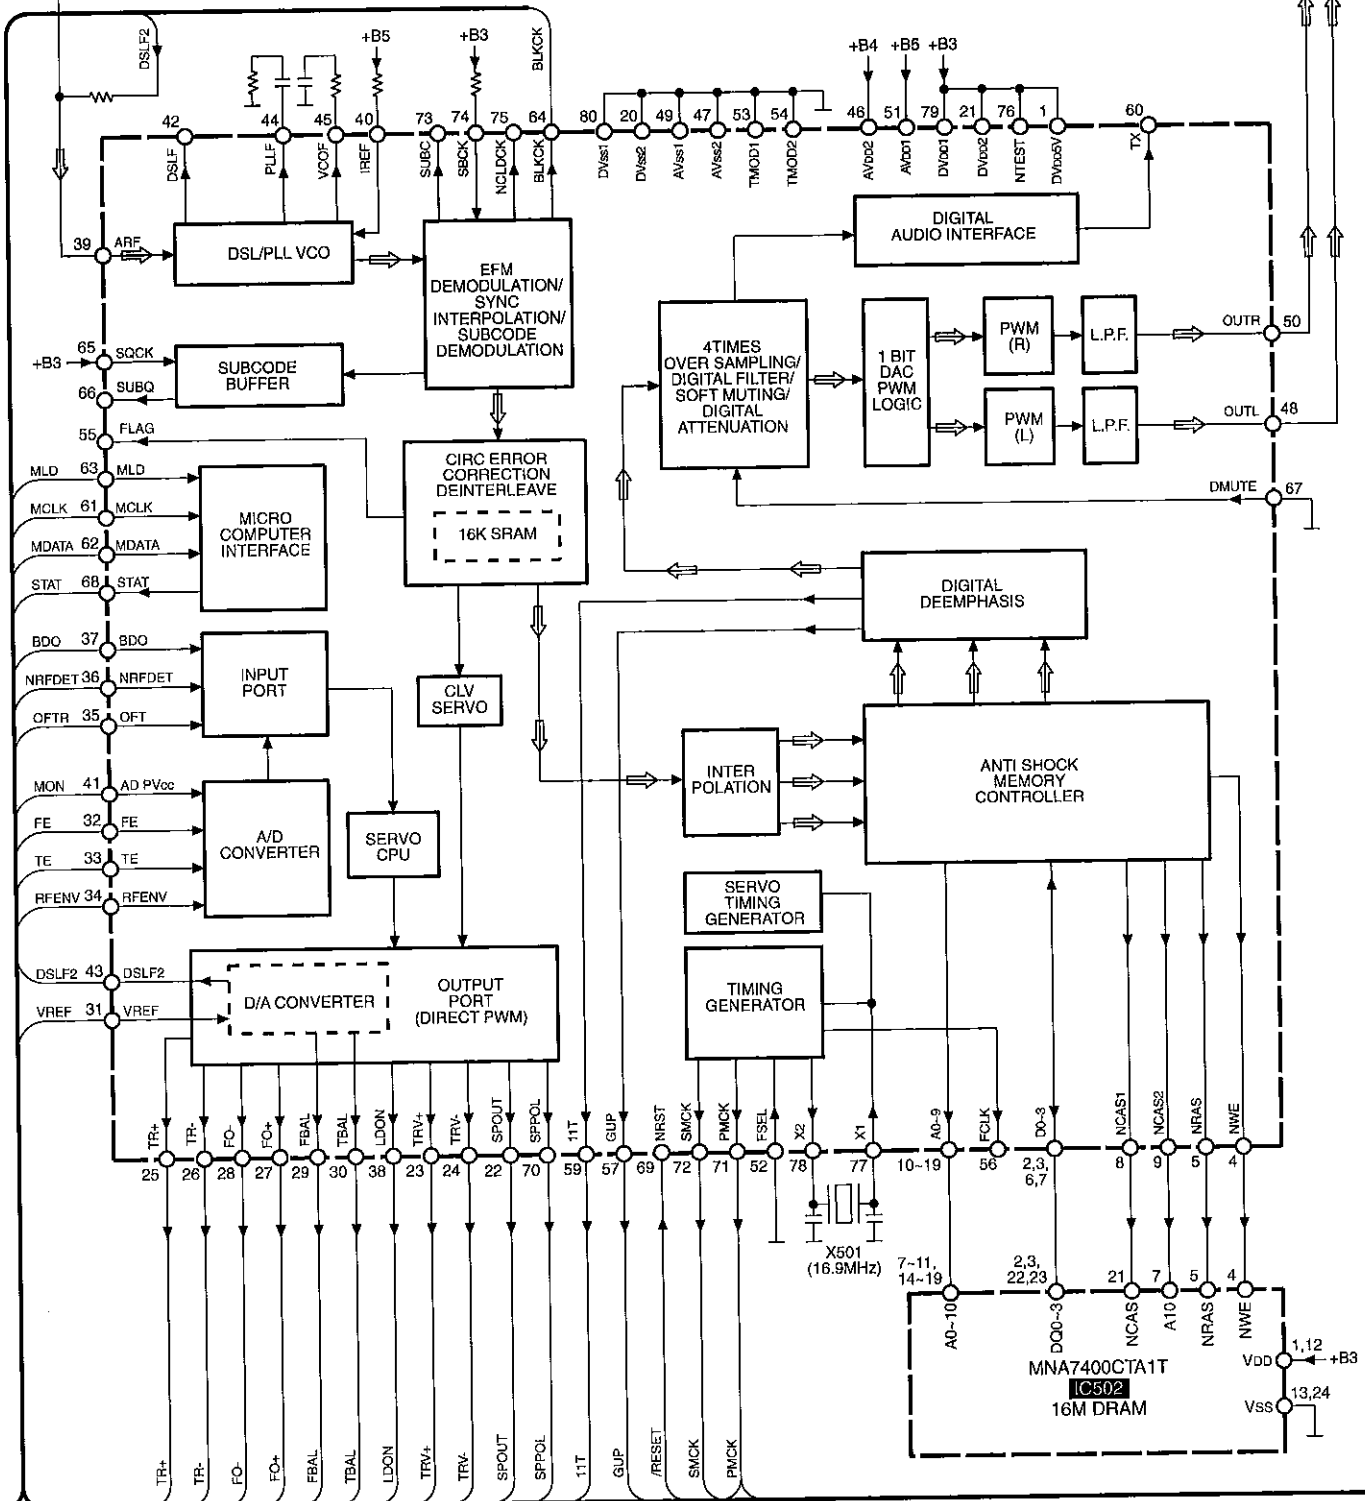 DSLF2
BLKCK
+B5
+B3
+B4
+B5
+B3
42
44
45
40
73
74
75
64
80
20
49
47
53
54
46
51
79
21
76
1
60
DSLF
PLLF
VCOF
IREF
SUBC
SBCK
NCLDCK
BLKCK
DVss1
DVss2
AVss1
AVss2
TMOD1
TMOD2
AVDD2
AVDD1
DVDD1
DVDD2
NTEST
DVDD5V
TX
39
ARF
DSL/PLL VCO
EFM
DEMODULATION/
SYNC
INTERPOLATION/
SUBCODE
DEMODULATION
DIGITAL
AUDIO INTERFACE
4TIMES
OVER SAMPLING/
DIGITAL FILTER/
SOFT MUTING/
DIGITAL
ATTENUATION
1 BIT
DAC
PWM
LOGIC
PWM
(R)
L.P.F.
OUTR
50
PWM
(L)
L.P.F.
OUTL
48
DMUTE
67
+B3
65
SQCK
66
SUBQ
SUBCODE
BUFFER
55
FLAG
CIRC ERROR
CORRECTION
DEINTERLEAVE
16K SRAM
MLD 63 MLD
MCLK 61 MCLK
MDATA 62 MDATA
STAT 68 STAT
MICRO
COMPUTER
INTERFACE
DIGITAL
DEEMPHASIS
BDO 37 BDO
NRFDET 36 NRFDET
OFTR 35 OFT
INPUT
PORT
CLV
SERVO
INTER
POLATION
ANTI SHOCK
MEMORY
CONTROLLER
MON 41 AD PVcc
FE 32 FE
TE 33 TE
RFENV 34 RFENV
A/D
CONVERTER
SERVO
CPU
SERVO
TIMING
GENERATOR
DSLF2 43 DSLF2
VREF 31 VREF
D/A CONVERTER
OUTPUT
PORT
(DIRECT PWM)
TIMING
GENERATOR
TR+
TR-
FO-
FO+
FBAL
TBAL
LDON
TRV+
TRV-
SPOUT
SPPOL
11T
GUP
NRST
SMCK
PMCK
FSEL
X2
X1
A0~9
FCLK
D0~3
NCAS1
NCAS2
NRAS
NWE
25
26
28
27
29
30
38
23
24
22
70
59
57
69
72
71
52
78
77
10~19
56
2,3,
6,7
8
9
5
4
X501
(16.9MHz)
7~11,
14~19
2,3,
22,23
21
7
5
4
A0~10
DQ0~3
NCAS
A10
NRAS
NWE
MNA7400CTA1T
IC502
16M DRAM
VDD
1,12
+B3
VSS
13,24
TR+
TR-
FO-
FO+
FBAL
TBAL
LDON
TRV+
TRV-
SPOUT
SPPOL
11T
GUP
/RESET
SMCK
PMCK